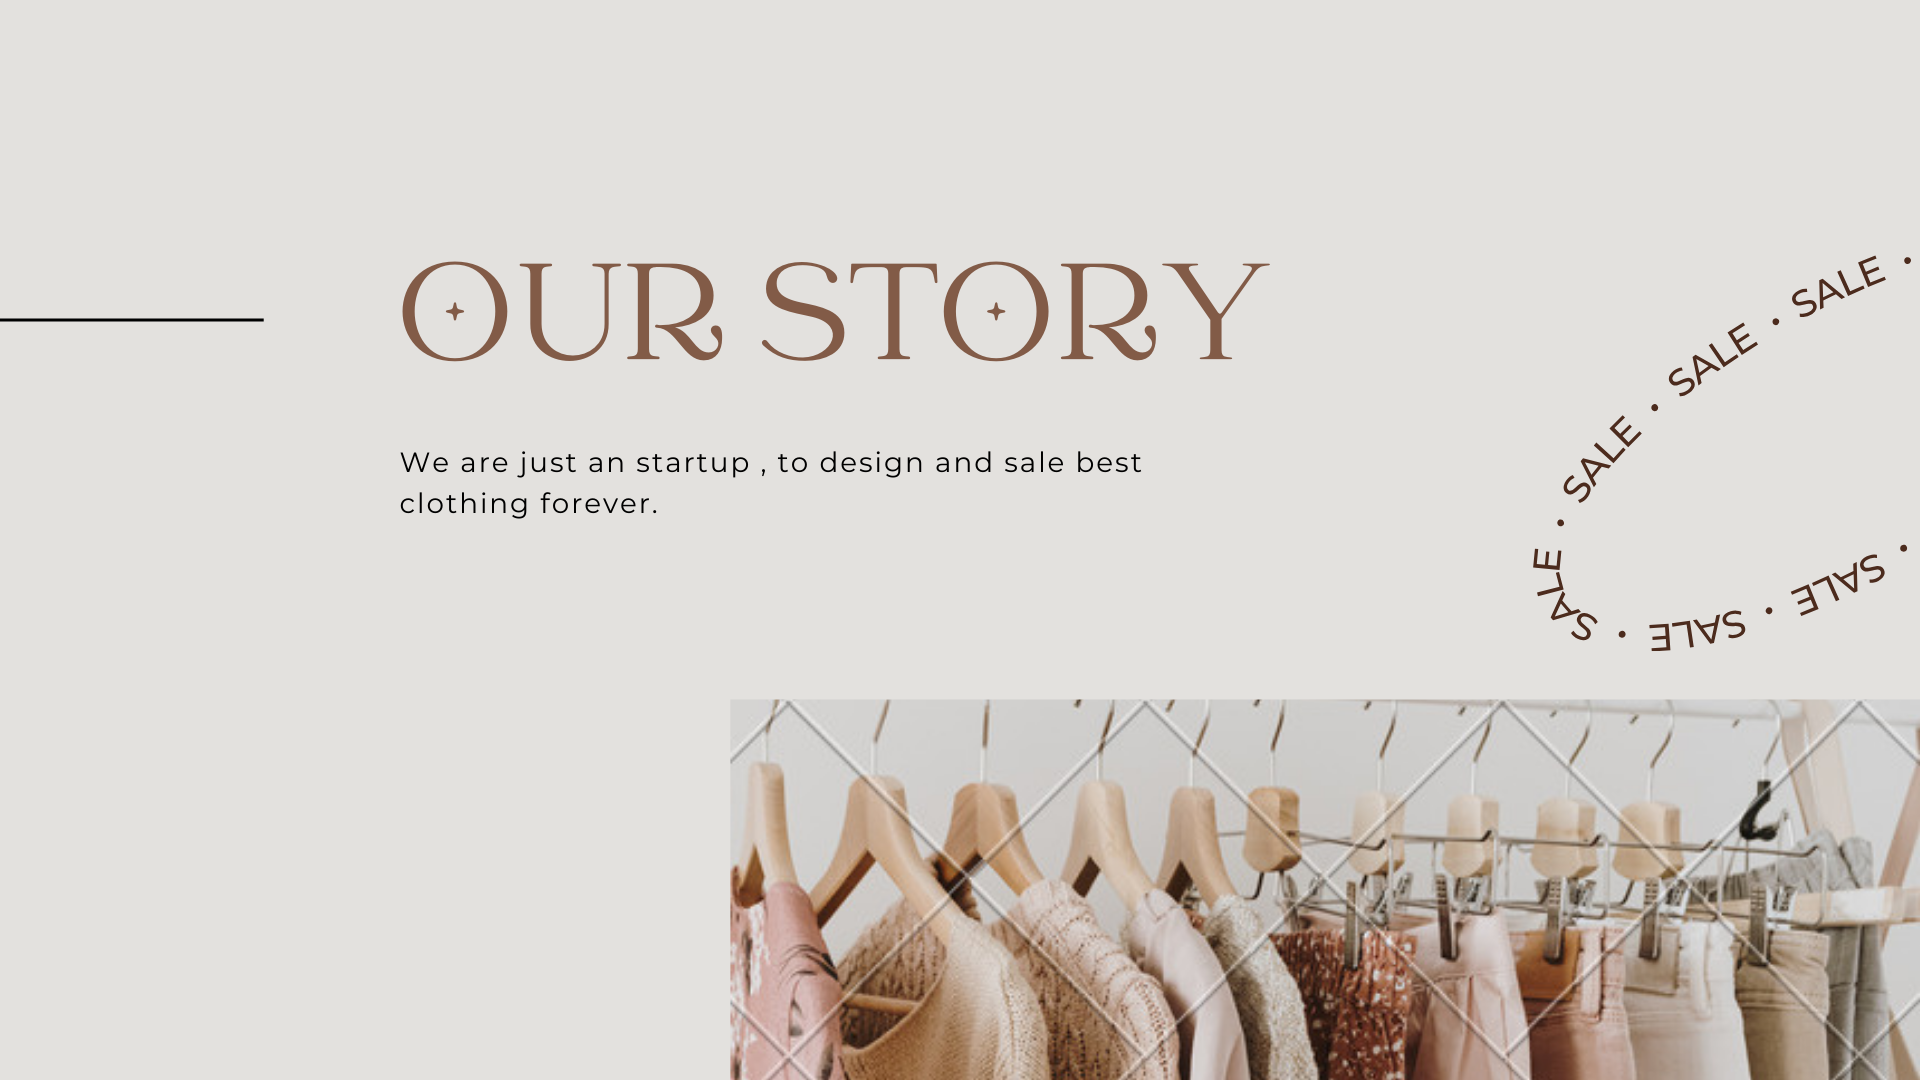 OUR STORY
We are just an startup , to design and sale best
clothing forever.
SALE • SALE • SALE • SALE • SALE • SALE •